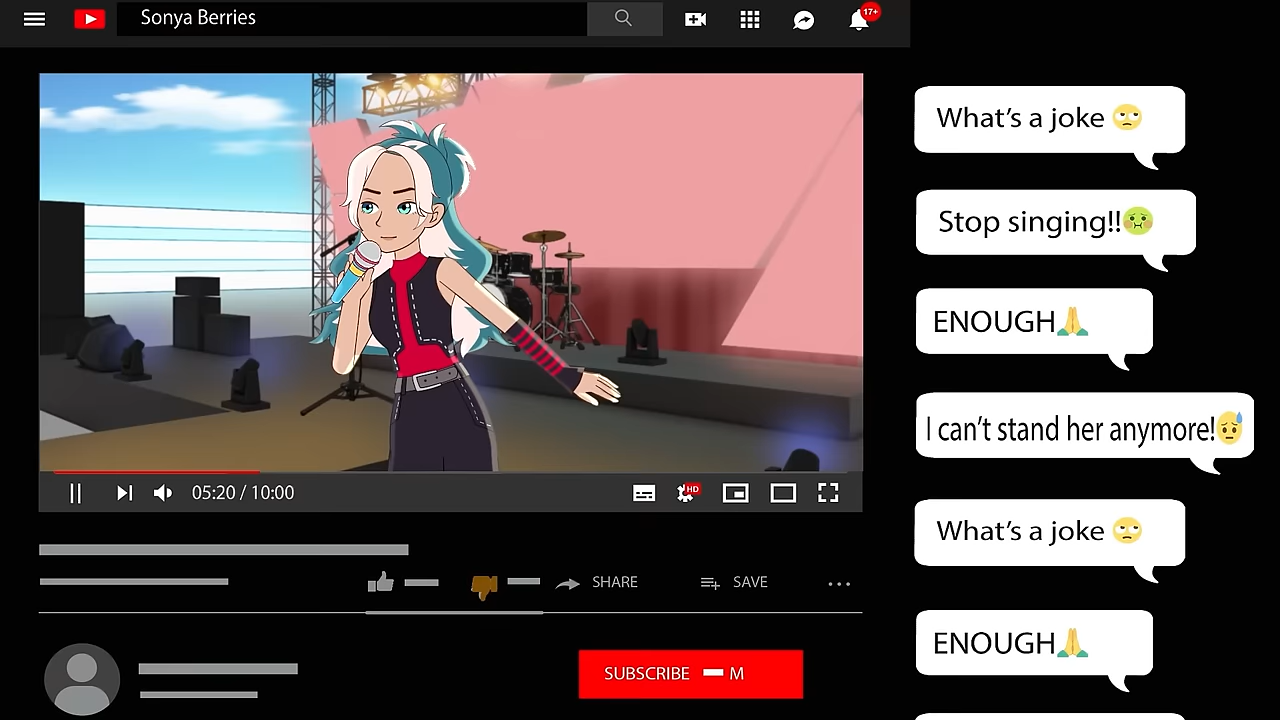 Sonya Berries
17+
What's a joke 🙄
Stop singing!!🤢
ENOUGH🙏
I can't stand her anymore!😓
HD
05:20 / 10:00
What's a joke 🙄
SHARE
SAVE
ENOUGH🙏
SUBSCRIBE M